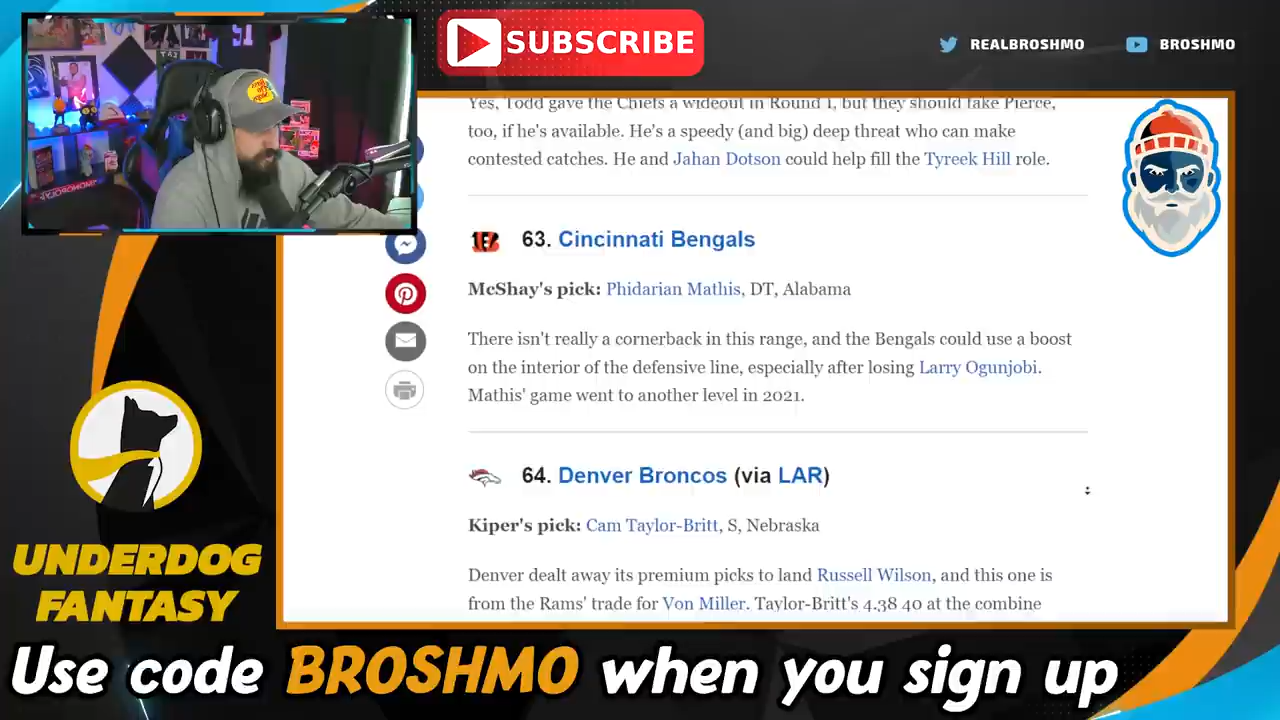 SUBSCRIBE
REALBROSHMO
BROSHMO
Yes, Todd gave the Chiefs a wideout in Round 1, but they should take Pierce,
too, if he's available. He's a speedy (and big) deep threat who can make
contested catches. He and Jahan Dotson could help fill the Tyreek Hill role.
63. Cincinnati Bengals
McShay's pick: Phidarian Mathis, DT, Alabama
There isn't really a cornerback in this range, and the Bengals could use a boost
on the interior of the defensive line, especially after losing Larry Ogunjobi.
Mathis' game went to another level in 2021.
64. Denver Broncos (via LAR)
Kiper's pick: Cam Taylor-Britt, S, Nebraska
Denver dealt away its premium picks to land Russell Wilson, and this one is
from the Rams' trade for Von Miller. Taylor-Britt's 4.38 40 at the combine
UNDERDOG
FANTASY
Use code BROSHMO when you sign up